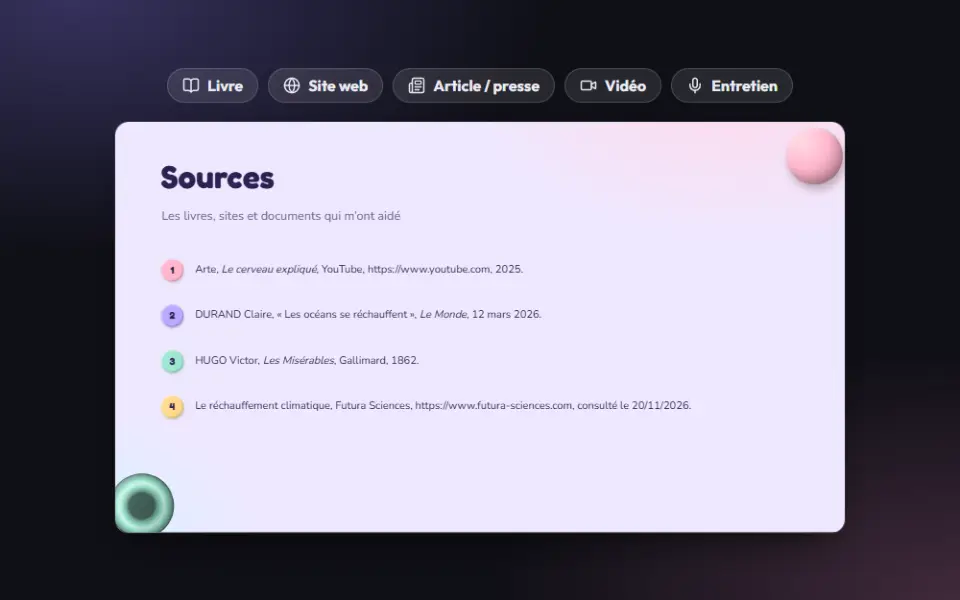 Livre Site web Article / presse Vidéo Entretien
Sources
Les livres, sites et documents qui m'ont aidé
1 Arte, Le cerveau expliqué, YouTube, https://www.youtube.com, 2025.
2 DURAND Claire, « Les océans se réchauffent », Le Monde, 12 mars 2026.
3 HUGO Victor, Les Misérables, Gallimard, 1862.
4 Le réchauffement climatique, Futura Sciences, https://www.futura-sciences.com, consulté le 20/11/2026.